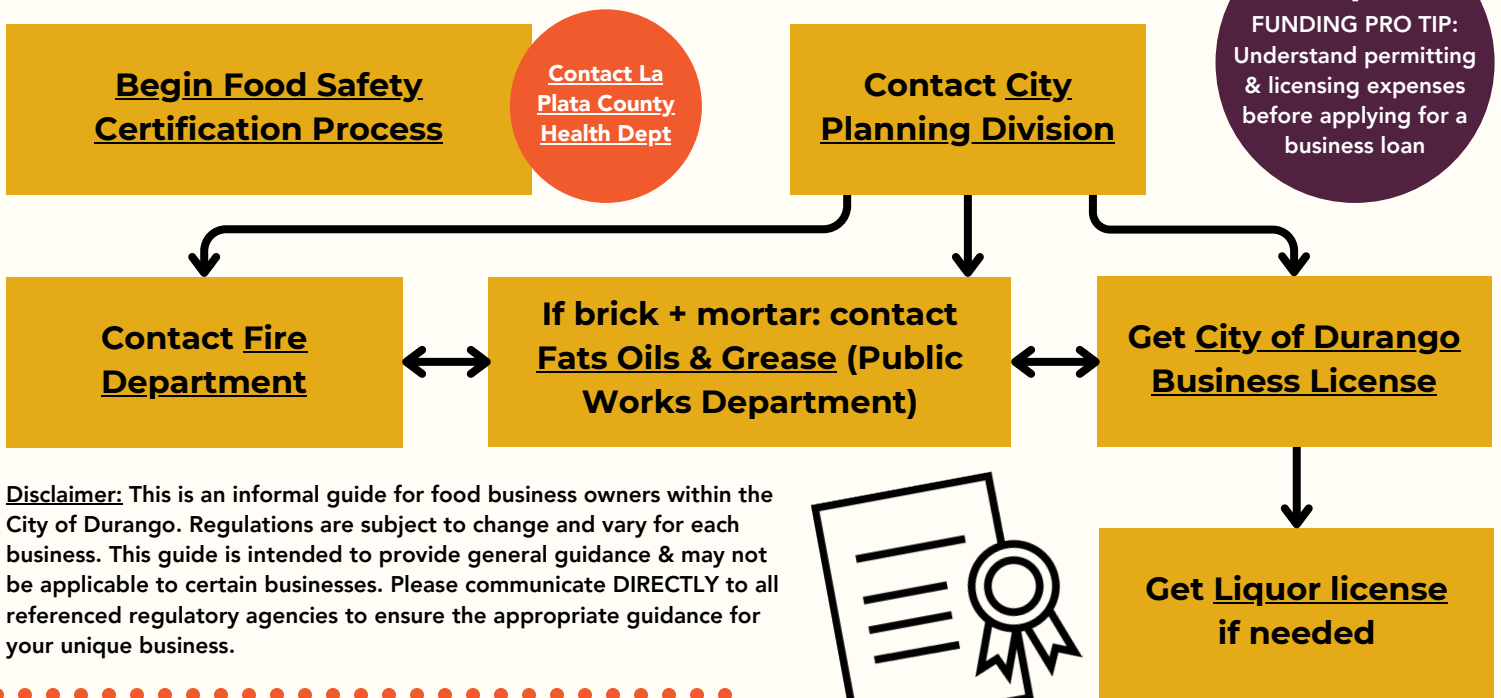 Begin Food Safety
Certification Process
Contact La
Plata County
Health Dept
Contact City
Planning Division
FUNDING PRO TIP:
Understand permitting
& licensing expenses
before applying for a
business loan
Contact Fire
Department
If brick + mortar: contact
Fats Oils & Grease (Public
Works Department)
Get City of Durango
Business License
Disclaimer: This is an informal guide for food business owners within the
City of Durango. Regulations are subject to change and vary for each
business. This guide is intended to provide general guidance & may not
be applicable to certain businesses. Please communicate DIRECTLY to all
referenced regulatory agencies to ensure the appropriate guidance for
your unique business.
Get Liquor license
if needed